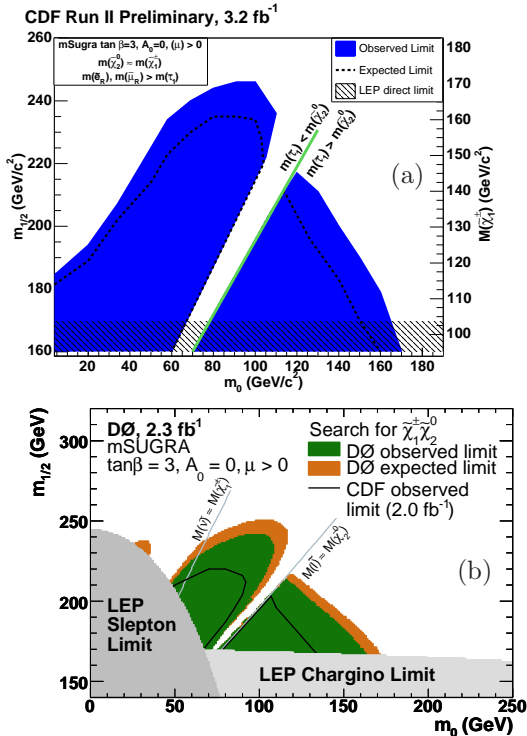 CDF Run II Preliminary, 3.2 fb⁻¹
mSugra tan β=3, A₀=0, (μ) > 0
m(χ̃₂⁰) ≈ m(χ̃₁±)
m(ẽ_R), m(μ̃_R) > m(τ̃₁)
Observed Limit
Expected Limit
LEP direct limit
m(τ̃₁) < m(χ̃₂⁰)
m(τ̃₁) > m(χ̃₂⁰)
(a)
m₁/₂ (GeV/c²)
260
240
220
200
180
160
M(χ̃₁±) (GeV/c²)
180
170
160
150
140
130
120
110
100
20 40 60 80 100 120 140 160 180
m₀ (GeV/c²)
DØ, 2.3 fb⁻¹
mSUGRA
tanβ = 3, A₀ = 0, μ > 0
Search for χ̃₁±χ̃₂⁰
DØ observed limit
DØ expected limit
CDF observed
limit (2.0 fb⁻¹)
M(ν̃) ≈ M(χ̃₁±)
M(l̃) ≈ M(χ̃₂⁰)
(b)
LEP
Slepton
Limit
LEP Chargino Limit
m₁/₂ (GeV)
300
250
200
150
0 50 100 150 200 250
m₀ (GeV)